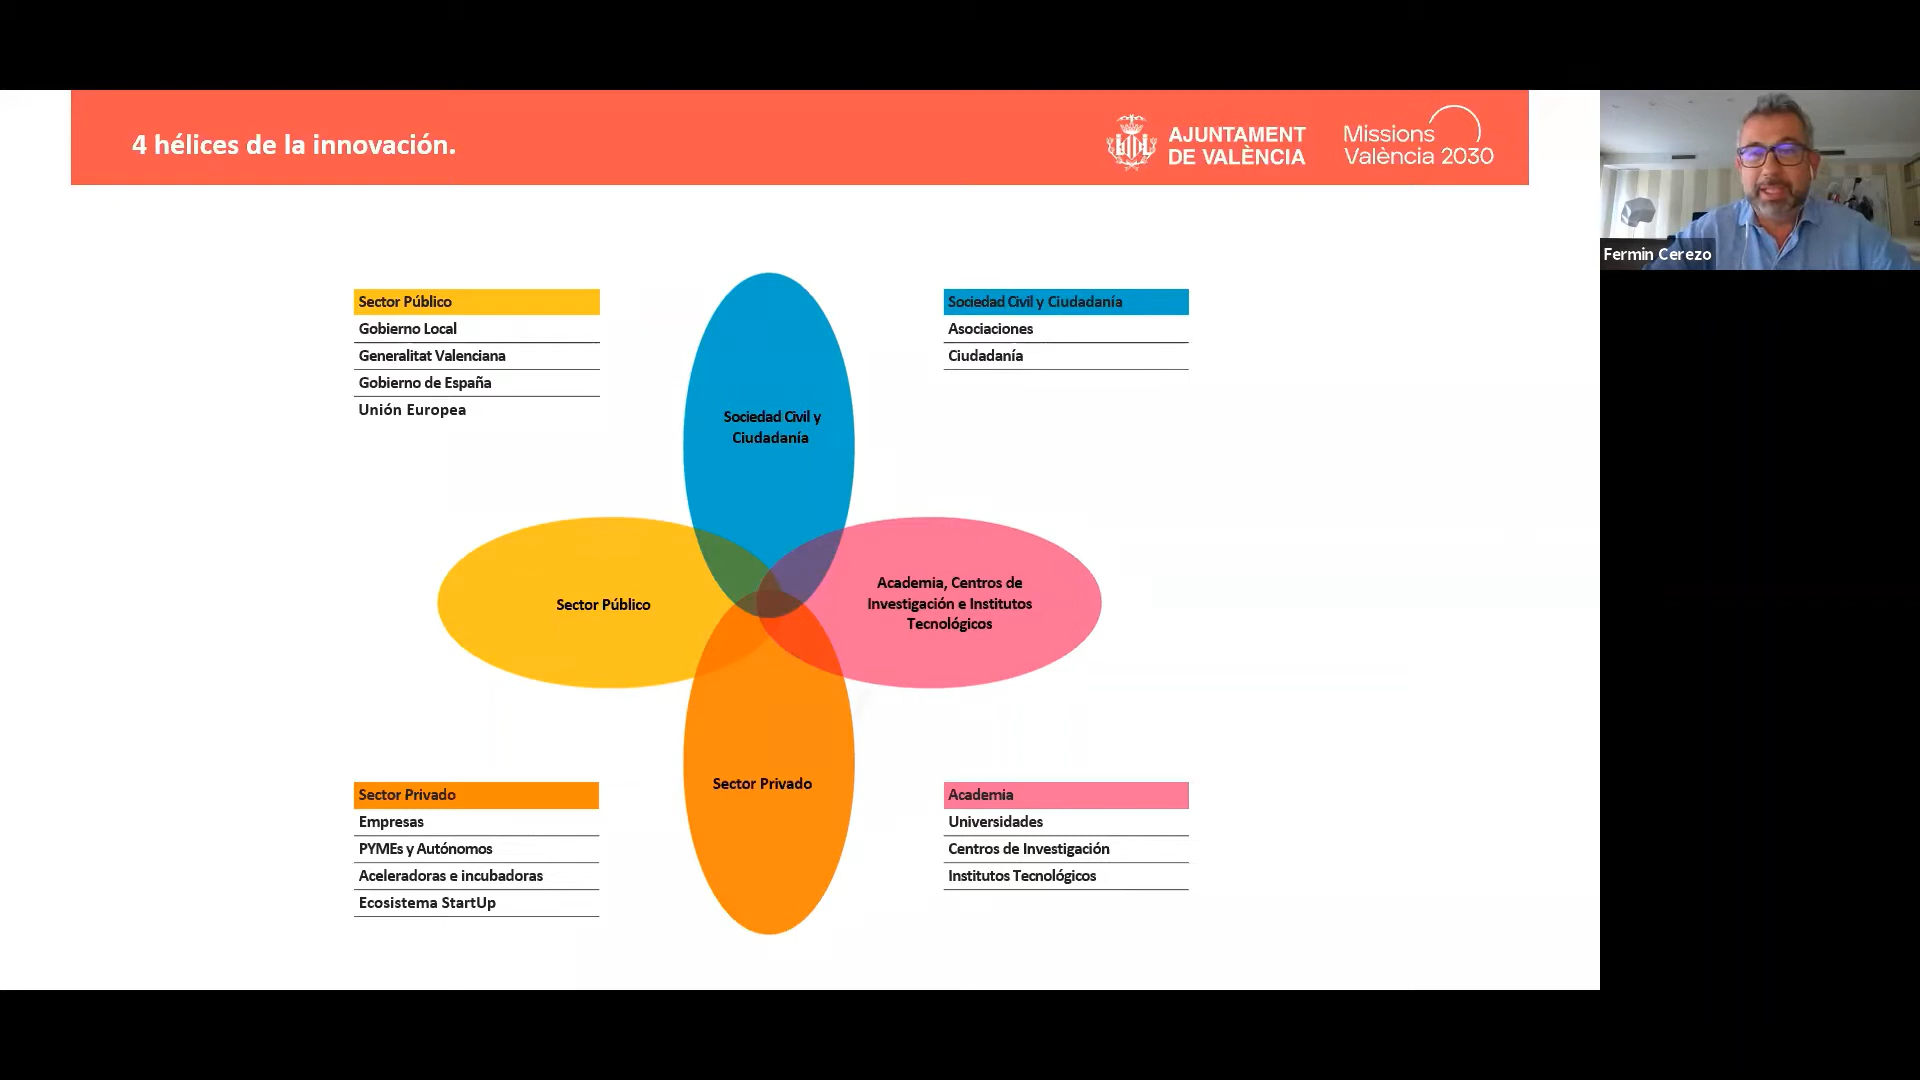 4 hélices de la innovación.
AJUNTAMENT
DE VALÈNCIA
Missions
València 2030
Fermin Cerezo
Sector Público
Gobierno Local
Generalitat Valenciana
Gobierno de España
Unión Europea
Sociedad Civil y Ciudadanía
Asociaciones
Ciudadanía
Sociedad Civil y
Ciudadanía
Sector Público
Academia, Centros de
Investigación e Institutos
Tecnológicos
Sector Privado
Sector Privado
Empresas
PYMEs y Autónomos
Aceleradoras e incubadoras
Ecosistema StartUp
Academia
Universidades
Centros de Investigación
Institutos Tecnológicos